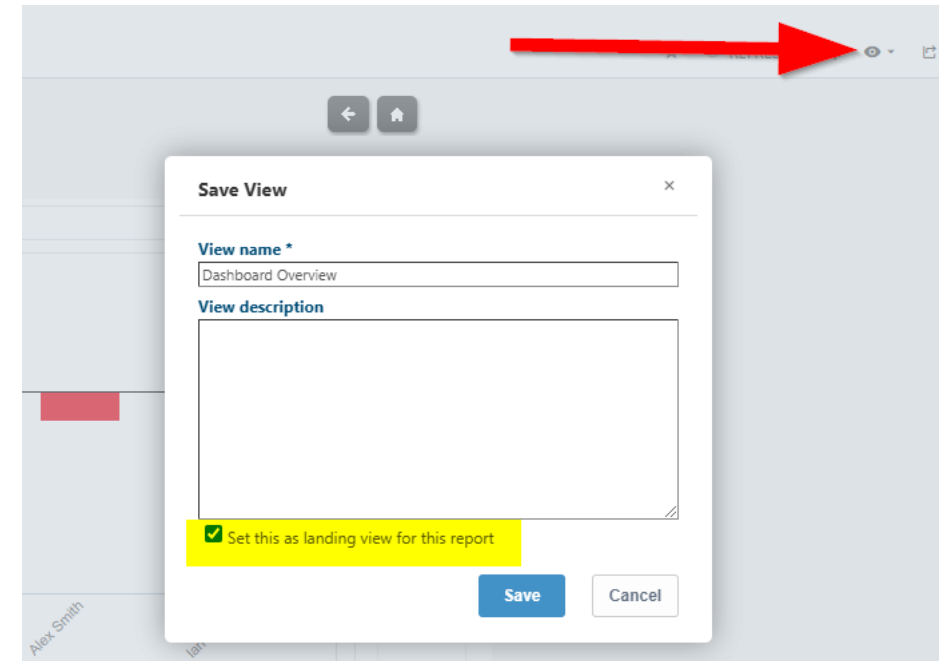 Save View
×
View name *
Dashboard Overview
View description
Set this as landing view for this report
Save
Cancel
Alex Smith